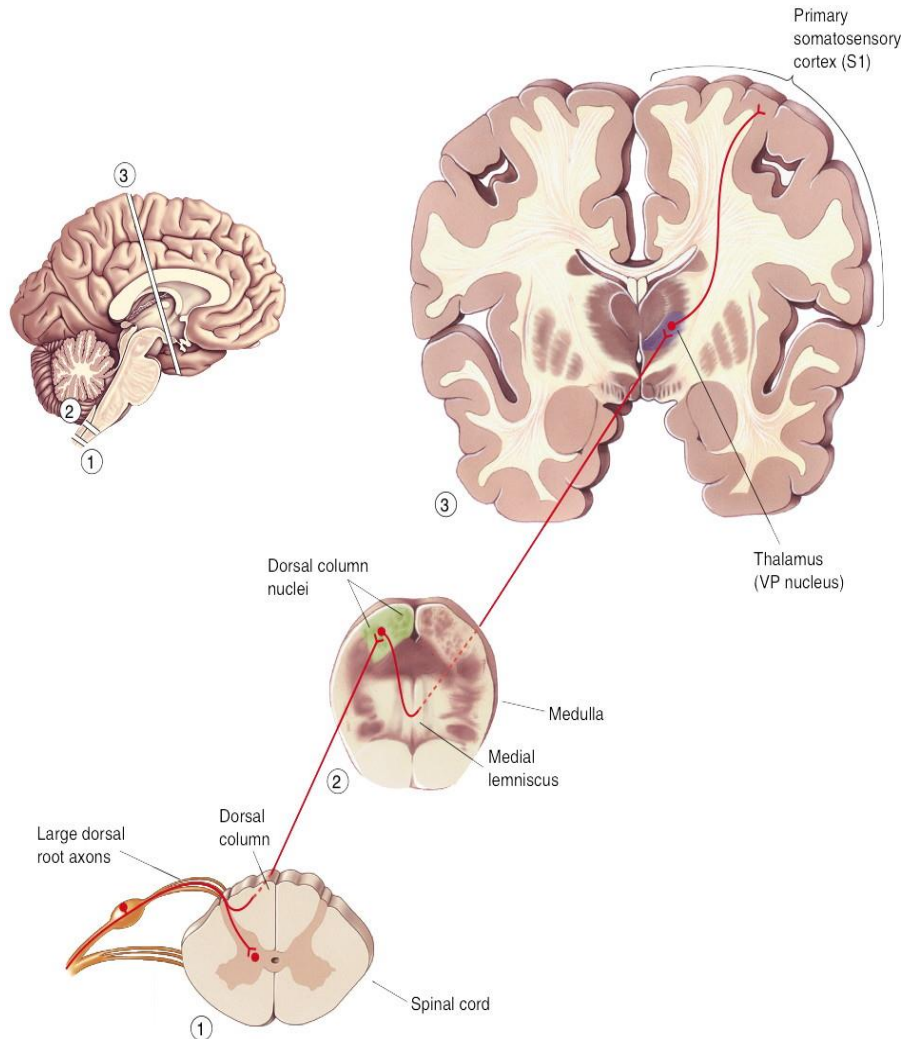 Primary
somatosensory
cortex (S1)
3
2
1
3
Thalamus
(VP nucleus)
Dorsal column
nuclei
Medulla
Medial
lemniscus
2
Dorsal
column
Large dorsal
root axons
Spinal cord
1